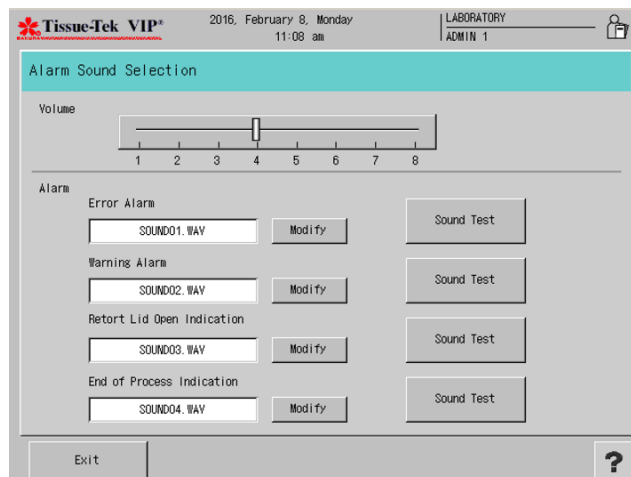 Tissue-Tek VIP®
SAKURA
2016, February 8, Monday
11:08 am
LABORATORY
ADMIN 1
Alarm Sound Selection
Volume
1 2 3 4 5 6 7 8
Alarm
Error Alarm
SOUND01.WAV Modify Sound Test
Warning Alarm
SOUND02.WAV Modify Sound Test
Retort Lid Open Indication
SOUND03.WAV Modify Sound Test
End of Process Indication
SOUND04.WAV Modify Sound Test
Exit ?